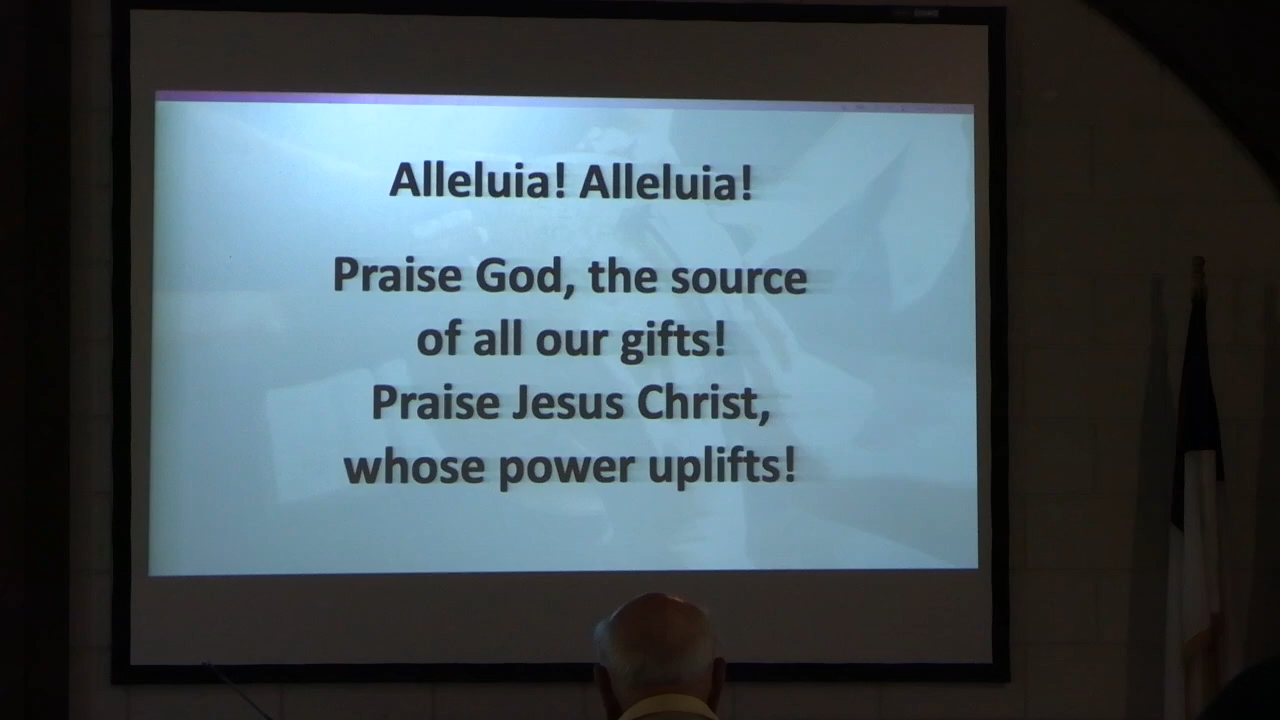 Alleluia! Alleluia!
Praise God, the source
of all our gifts!
Praise Jesus Christ,
whose power uplifts!